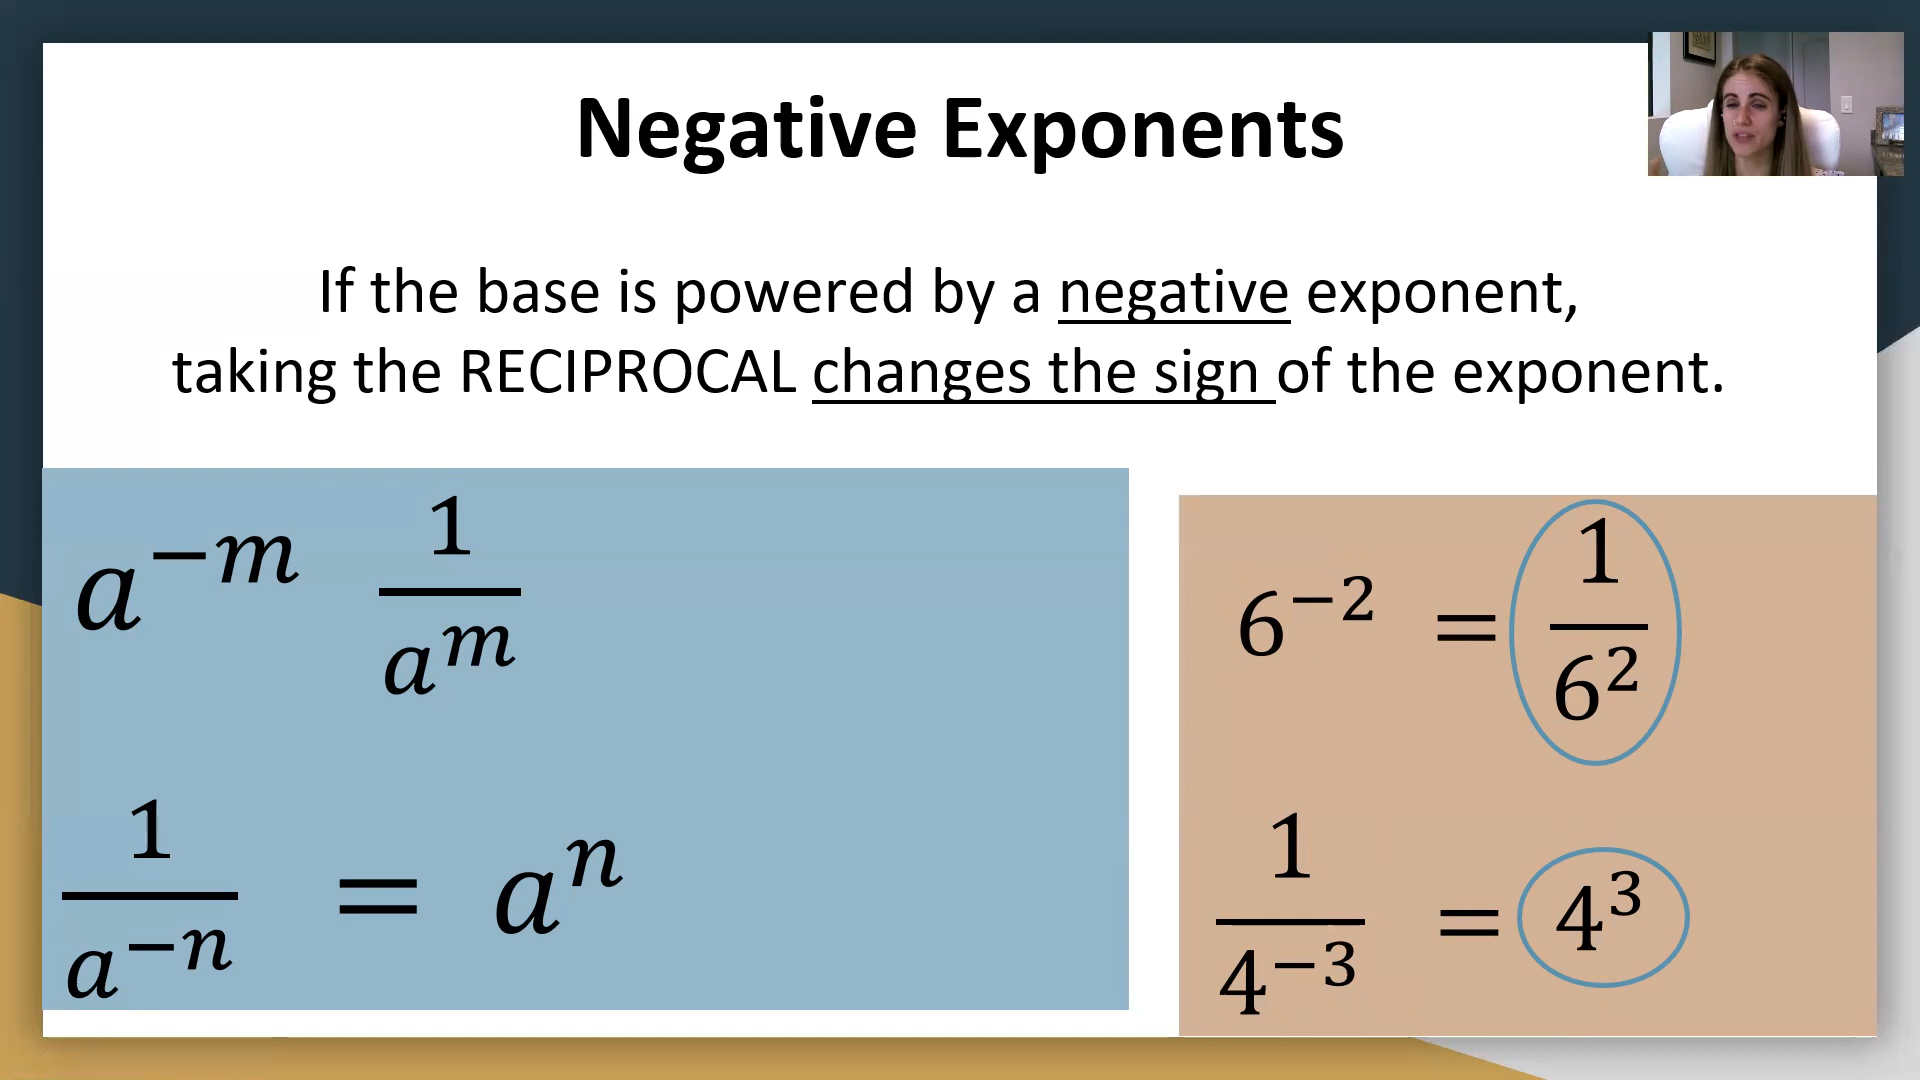 Negative Exponents
If the base is powered by a negative exponent,
taking the RECIPROCAL changes the sign of the exponent.
a⁻ᵐ 1/aᵐ
1/a⁻ⁿ = aⁿ
6⁻² = 1/6²
1/4⁻³ = 4³